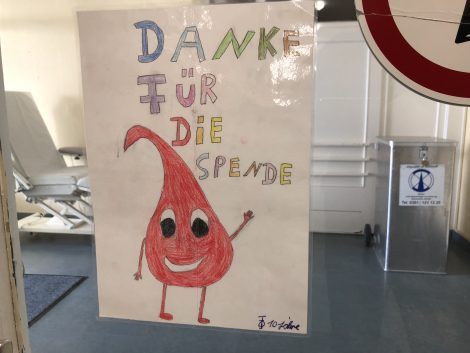 DANKE
FÜR
DIE
SPENDE
10 Jahre